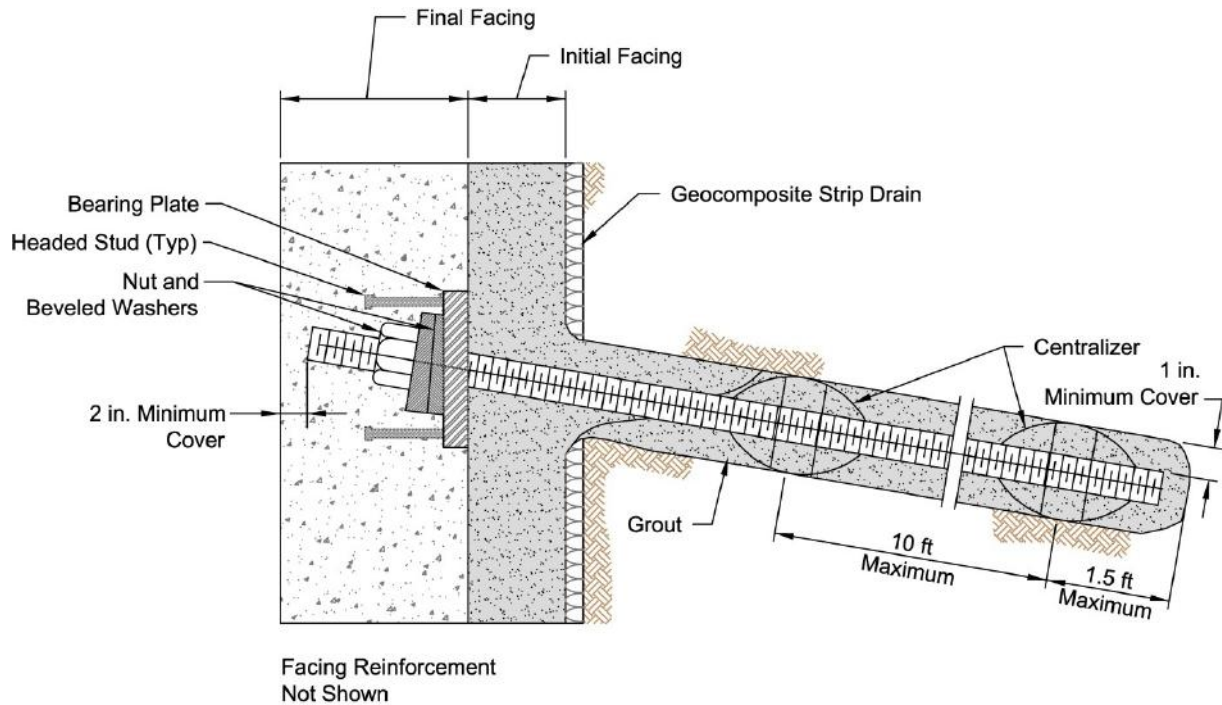 Final Facing
Initial Facing
Bearing Plate
Headed Stud (Typ)
Nut and
Beveled Washers
2 in. Minimum
Cover
Geocomposite Strip Drain
Centralizer
1 in.
Minimum Cover
Grout
10 ft
Maximum
1.5 ft
Maximum
Facing Reinforcement
Not Shown